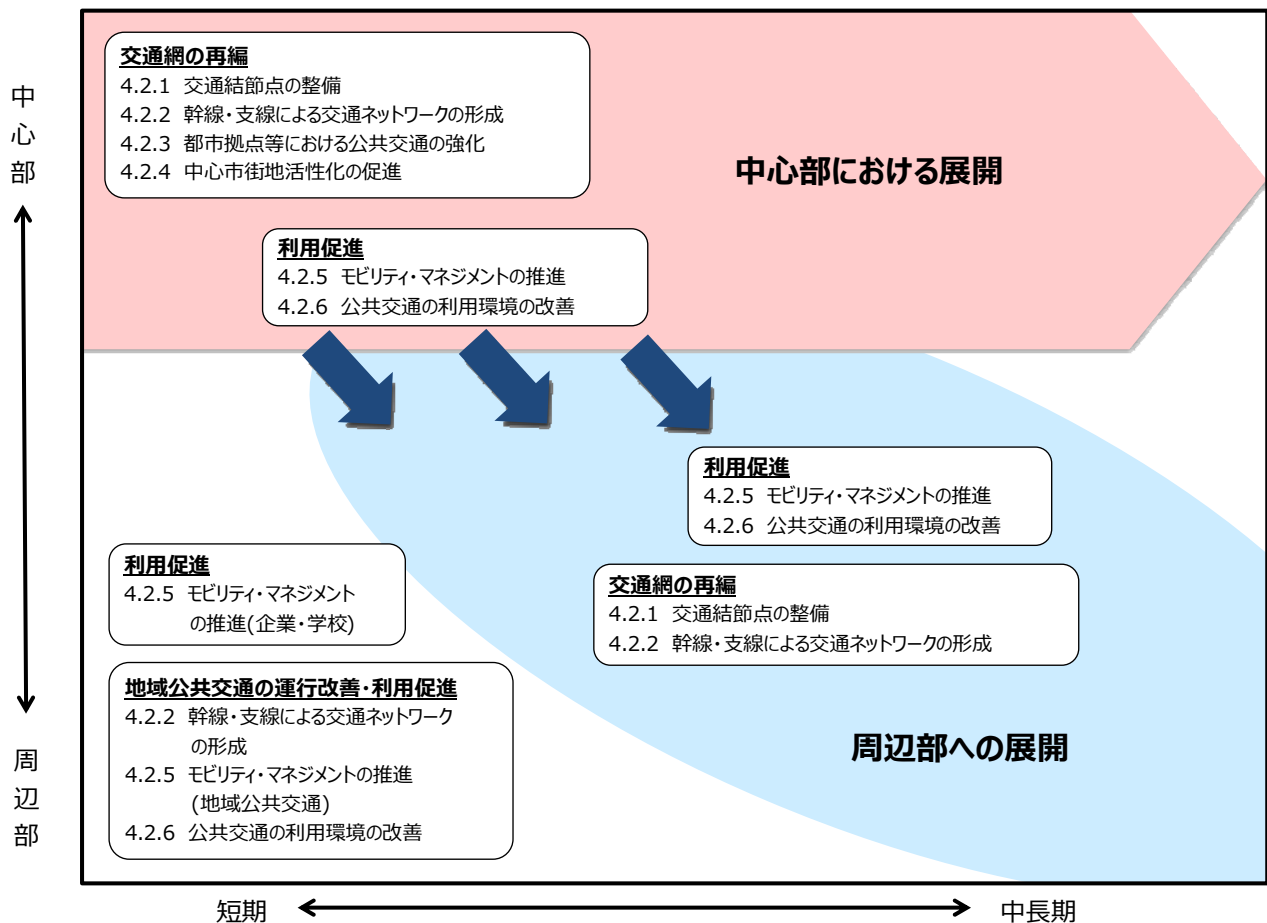 中心部
交通網の再編
4.2.1 交通結節点の整備
4.2.2 幹線・支線による交通ネットワークの形成
4.2.3 都市拠点等における公共交通の強化
4.2.4 中心市街地活性化の促進
中心部における展開
利用促進
4.2.5 モビリティ・マネジメントの推進
4.2.6 公共交通の利用環境の改善
利用促進
4.2.5 モビリティ・マネジメントの推進
4.2.6 公共交通の利用環境の改善
利用促進
4.2.5 モビリティ・マネジメント
の推進(企業・学校)
交通網の再編
4.2.1 交通結節点の整備
4.2.2 幹線・支線による交通ネットワークの形成
地域公共交通の運行改善・利用促進
4.2.2 幹線・支線による交通ネットワーク
の形成
4.2.5 モビリティ・マネジメントの推進
(地域公共交通)
4.2.6 公共交通の利用環境の改善
周辺部への展開
周辺部
短期
中長期